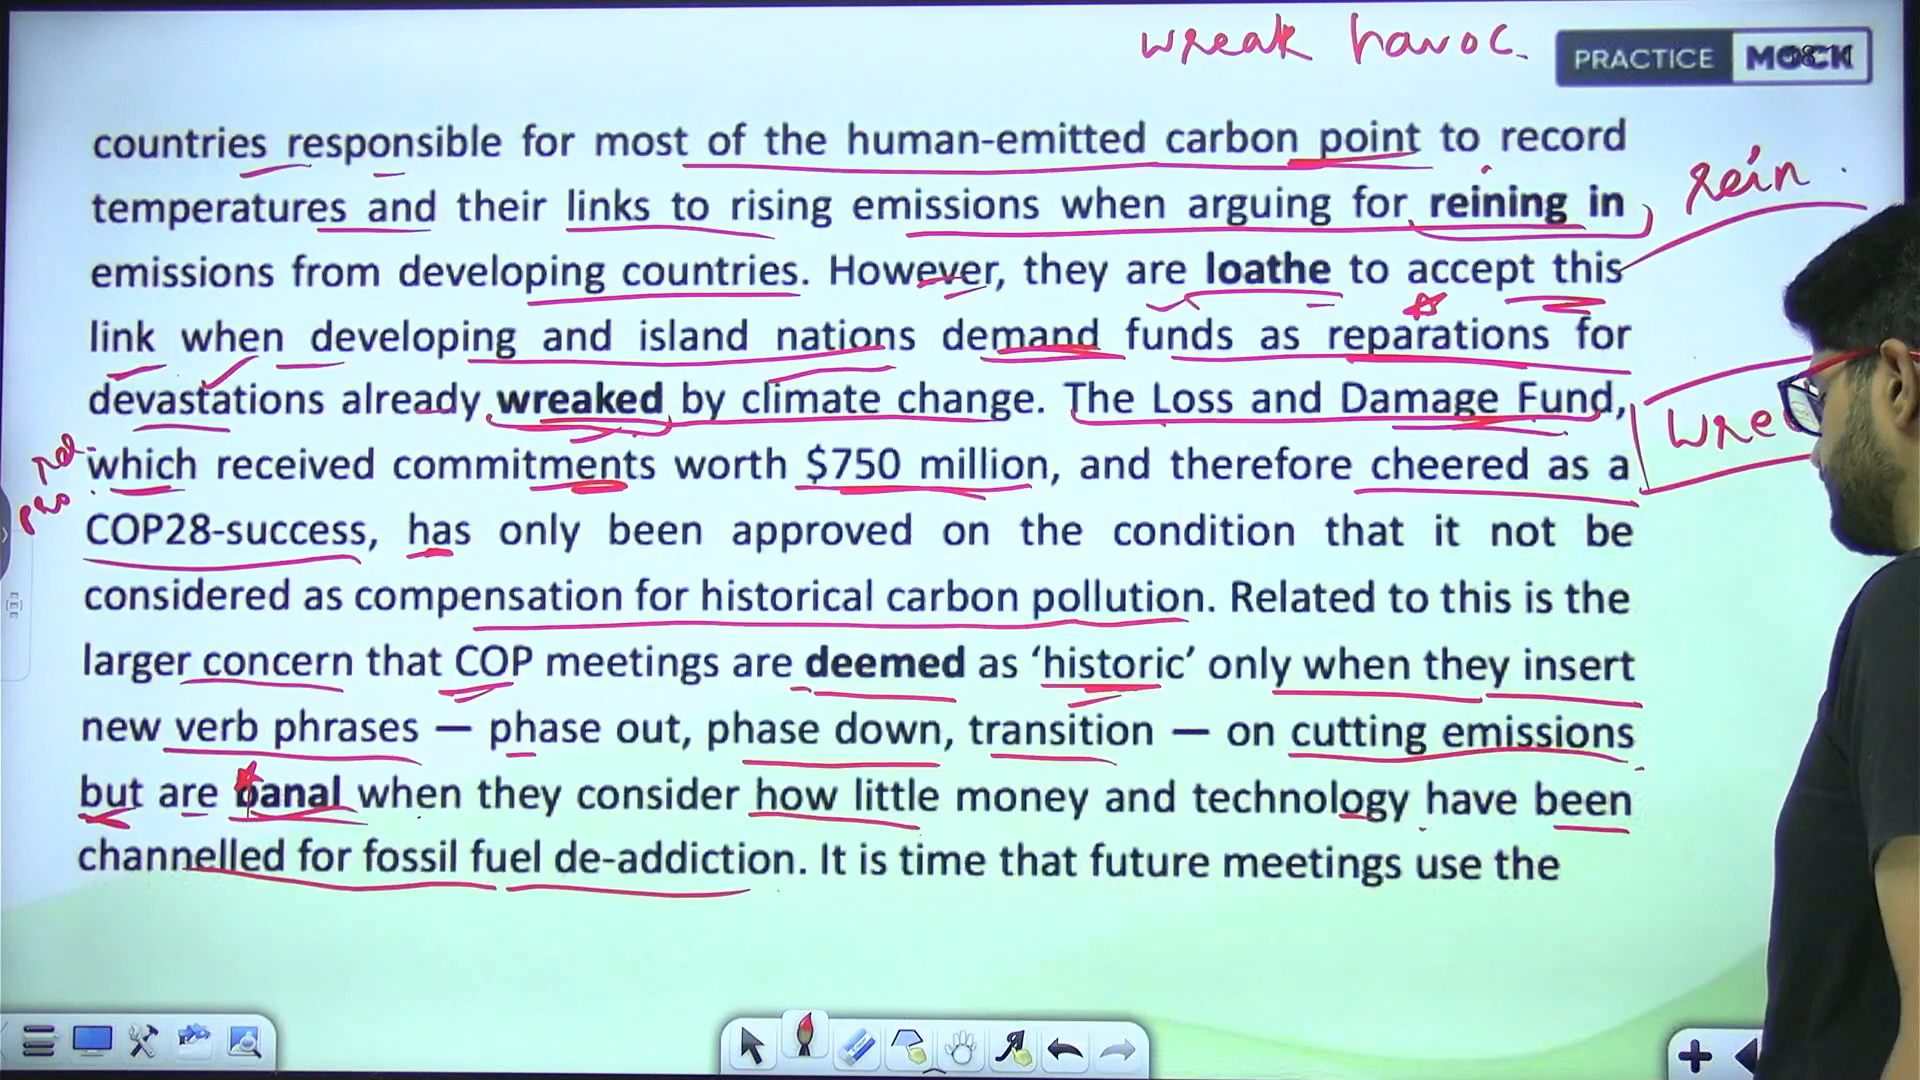 wreak havoc.
PRACTICE MOCK
countries responsible for most of the human-emitted carbon point to record
temperatures and their links to rising emissions when arguing for reining in
rein
emissions from developing countries. However, they are loathe to accept this
link when developing and island nations demand funds as reparations for
devastations already wreaked by climate change. The Loss and Damage Fund,
which received commitments worth $750 million, and therefore cheered as a
COP28-success, has only been approved on the condition that it not be
considered as compensation for historical carbon pollution. Related to this is the
larger concern that COP meetings are deemed as ‘historic’ only when they insert
new verb phrases — phase out, phase down, transition — on cutting emissions
but are banal when they consider how little money and technology have been
channelled for fossil fuel de-addiction. It is time that future meetings use the